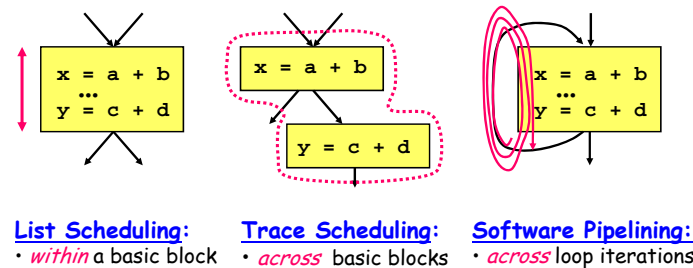 x = a + b
...
y = c + d
x = a + b
y = c + d
x = a + b
...
y = c + d
List Scheduling:
• within a basic block
Trace Scheduling:
• across basic blocks
Software Pipelining:
• across loop iterations